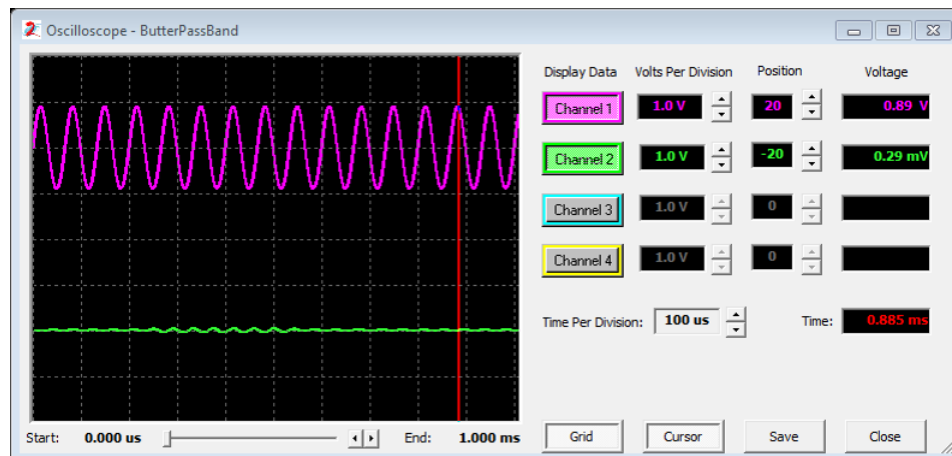 Oscilloscope - ButterPassBand
Display Data Volts Per Division Position Voltage
Channel 1 1.0 V 20 0.89 V
Channel 2 1.0 V -20 0.29 mV
Channel 3 1.0 V 0
Channel 4 1.0 V 0
Time Per Division: 100 us Time: 0.885 ms
Start: 0.000 us End: 1.000 ms Grid Cursor Save Close